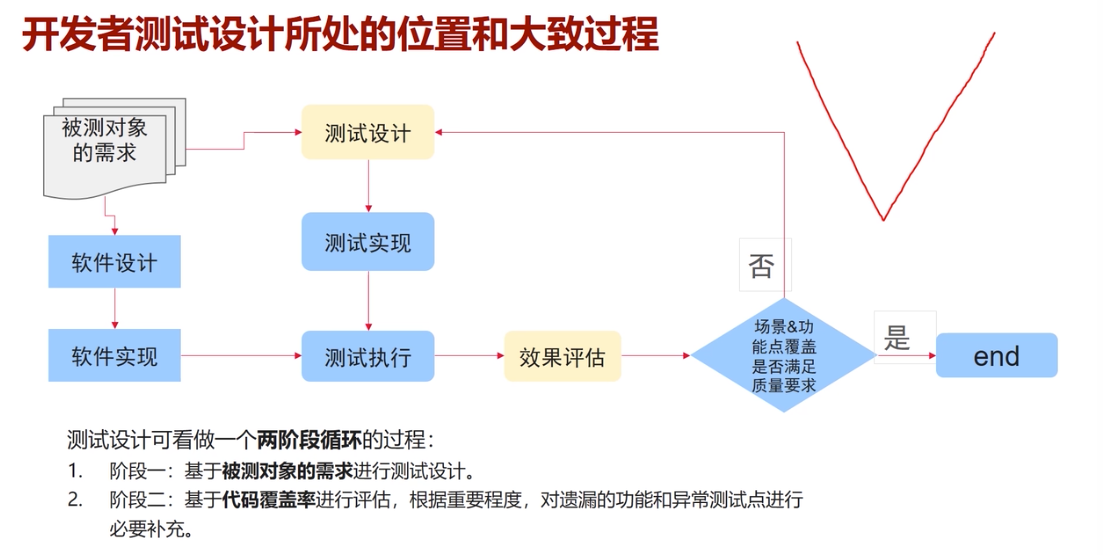 开发者测试设计所处的位置和大致过程
被测对象
的需求
测试设计
软件设计
测试实现
否
软件实现
测试执行
效果评估
场景&功
能点覆盖
是否满足
质量要求
是
end
测试设计可看做一个两阶段循环的过程：
1. 阶段一：基于被测对象的需求进行测试设计。
2. 阶段二：基于代码覆盖率进行评估，根据重要程度，对遗漏的功能和异常测试点进行
必要补充。